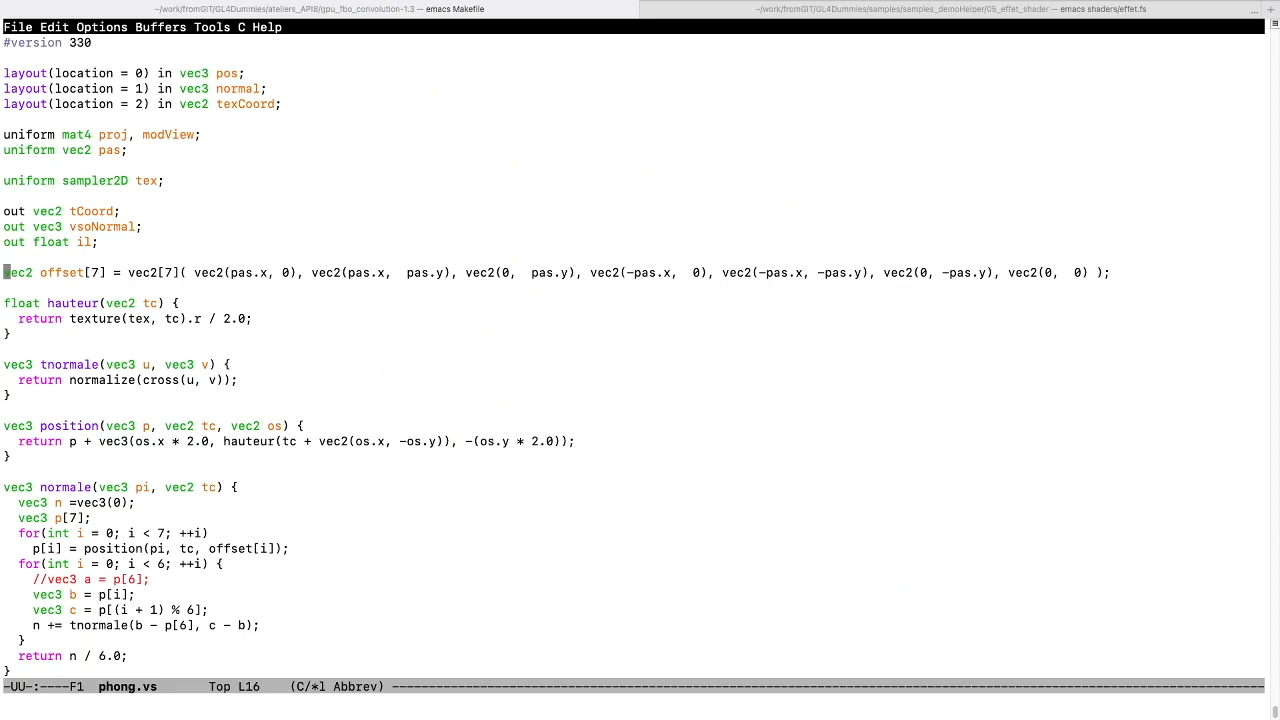 ~/work/fromGIT/GL4Dummies/ateliers_API8/gpu_fbo_convolution-1.3 — emacs Makefile
~/work/fromGIT/GL4Dummies/samples/samples_demoHelper/05_effet_shader — emacs shaders/effet.fs
... +
File Edit Options Buffers Tools C Help
#version 330
layout(location = 0) in vec3 pos;
layout(location = 1) in vec3 normal;
layout(location = 2) in vec2 texCoord;
uniform mat4 proj, modView;
uniform vec2 pas;
uniform sampler2D tex;
out vec2 tCoord;
out vec3 vsoNormal;
out float il;
vec2 offset[7] = vec2[7]( vec2(pas.x, 0), vec2(pas.x,  pas.y), vec2(0,  pas.y), vec2(-pas.x,  0), vec2(-pas.x, -pas.y), vec2(0, -pas.y), vec2(0,  0) );
float hauteur(vec2 tc) {
  return texture(tex, tc).r / 2.0;
}
vec3 tnormale(vec3 u, vec3 v) {
  return normalize(cross(u, v));
}
vec3 position(vec3 p, vec2 tc, vec2 os) {
  return p + vec3(os.x * 2.0, hauteur(tc + vec2(os.x, -os.y)), -(os.y * 2.0));
}
vec3 normale(vec3 pi, vec2 tc) {
  vec3 n =vec3(0);
  vec3 p[7];
  for(int i = 0; i < 7; ++i)
    p[i] = position(pi, tc, offset[i]);
  for(int i = 0; i < 6; ++i) {
    //vec3 a = p[6];
    vec3 b = p[i];
    vec3 c = p[(i + 1) % 6];
    n += tnormale(b - p[6], c - b);
  }
  return n / 6.0;
}
-UU-:----F1  phong.vs       Top L16    (C/*l Abbrev) ------------------------------------------------------------------------------------------------------------------------